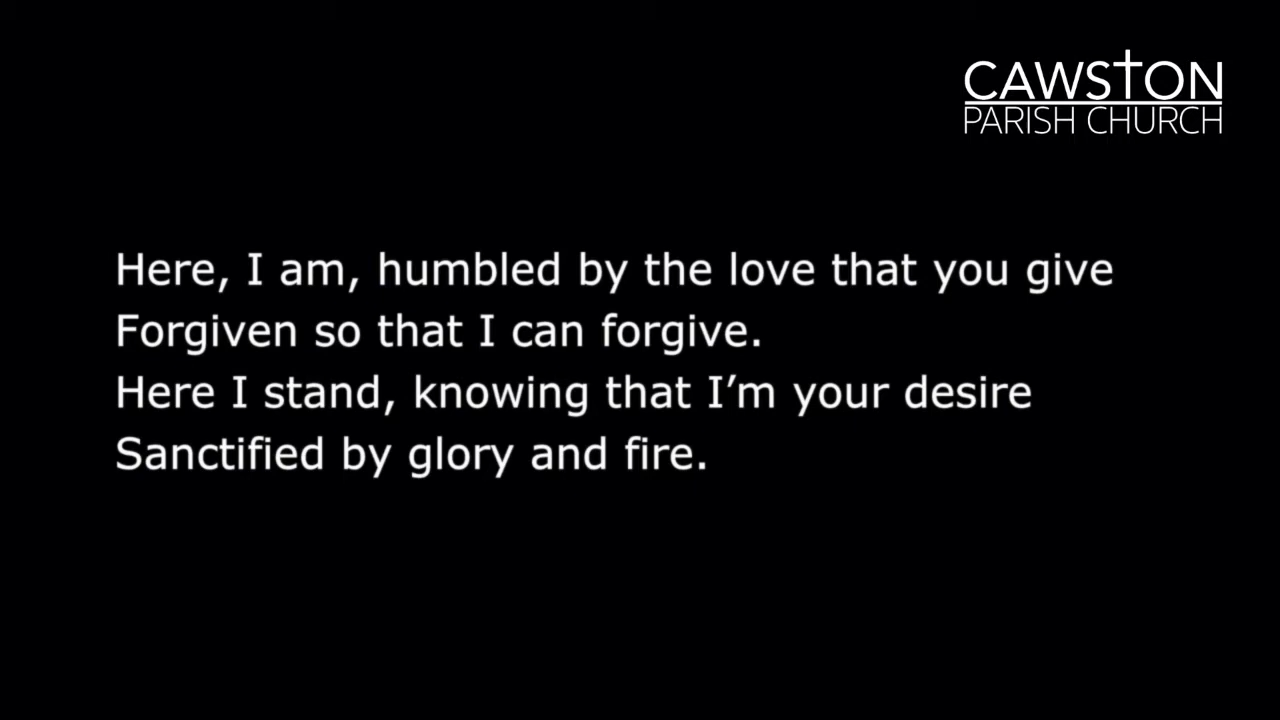 CAWSTON
PARISH CHURCH
Here, I am, humbled by the love that you give
Forgiven so that I can forgive.
Here I stand, knowing that I’m your desire
Sanctified by glory and fire.